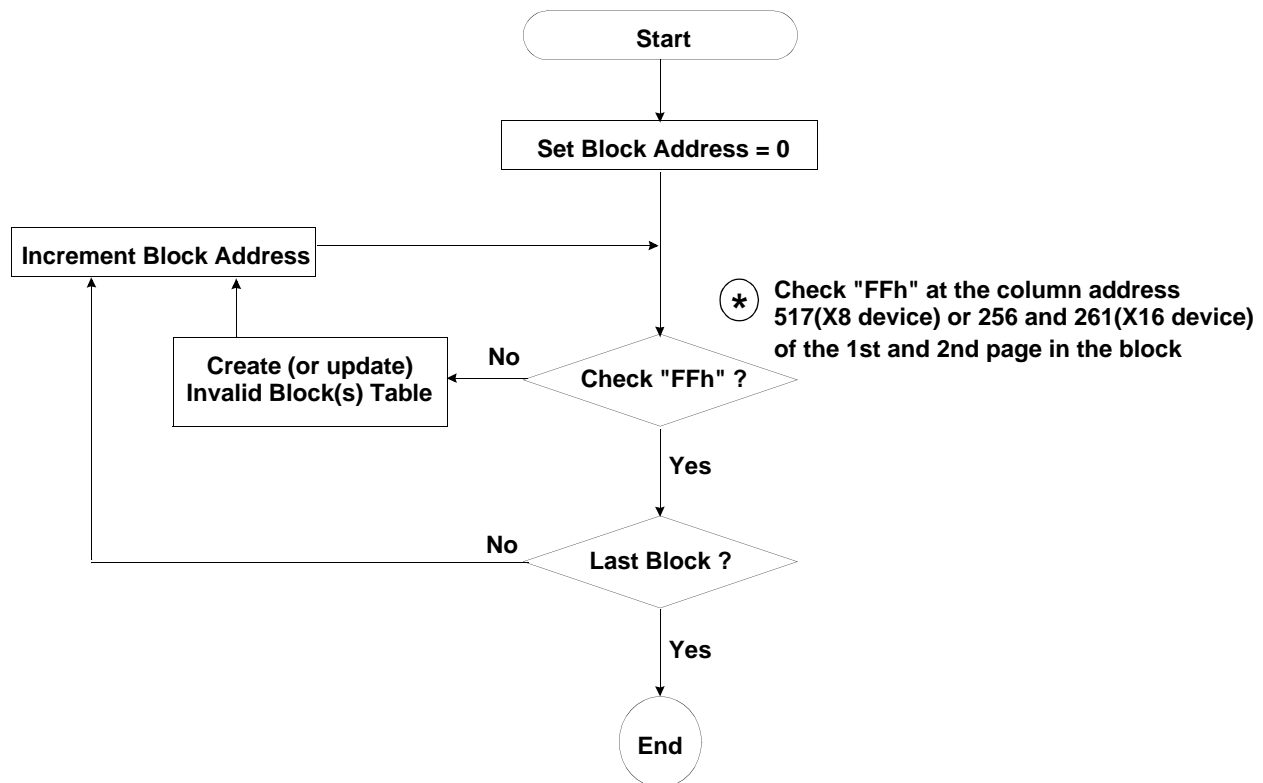 Start
Set Block Address = 0
Increment Block Address
*
Check "FFh" at the column address
517(X8 device) or 256 and 261(X16 device)
of the 1st and 2nd page in the block
No
Create (or update)
Invalid Block(s) Table
Check "FFh" ?
Yes
No
Last Block ?
Yes
End